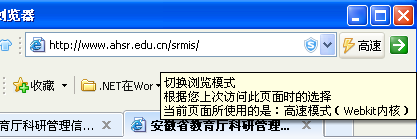 浏览器
http://www.ahsr.edu.cn/srmis/
高速
收藏
.NET在Wor
切换浏览模式
根据您上次访问此页面时的选择
当前页面所使用的是：高速模式（Webkit内核）
育厅科研管理信...
安徽省教育厅科研管理...